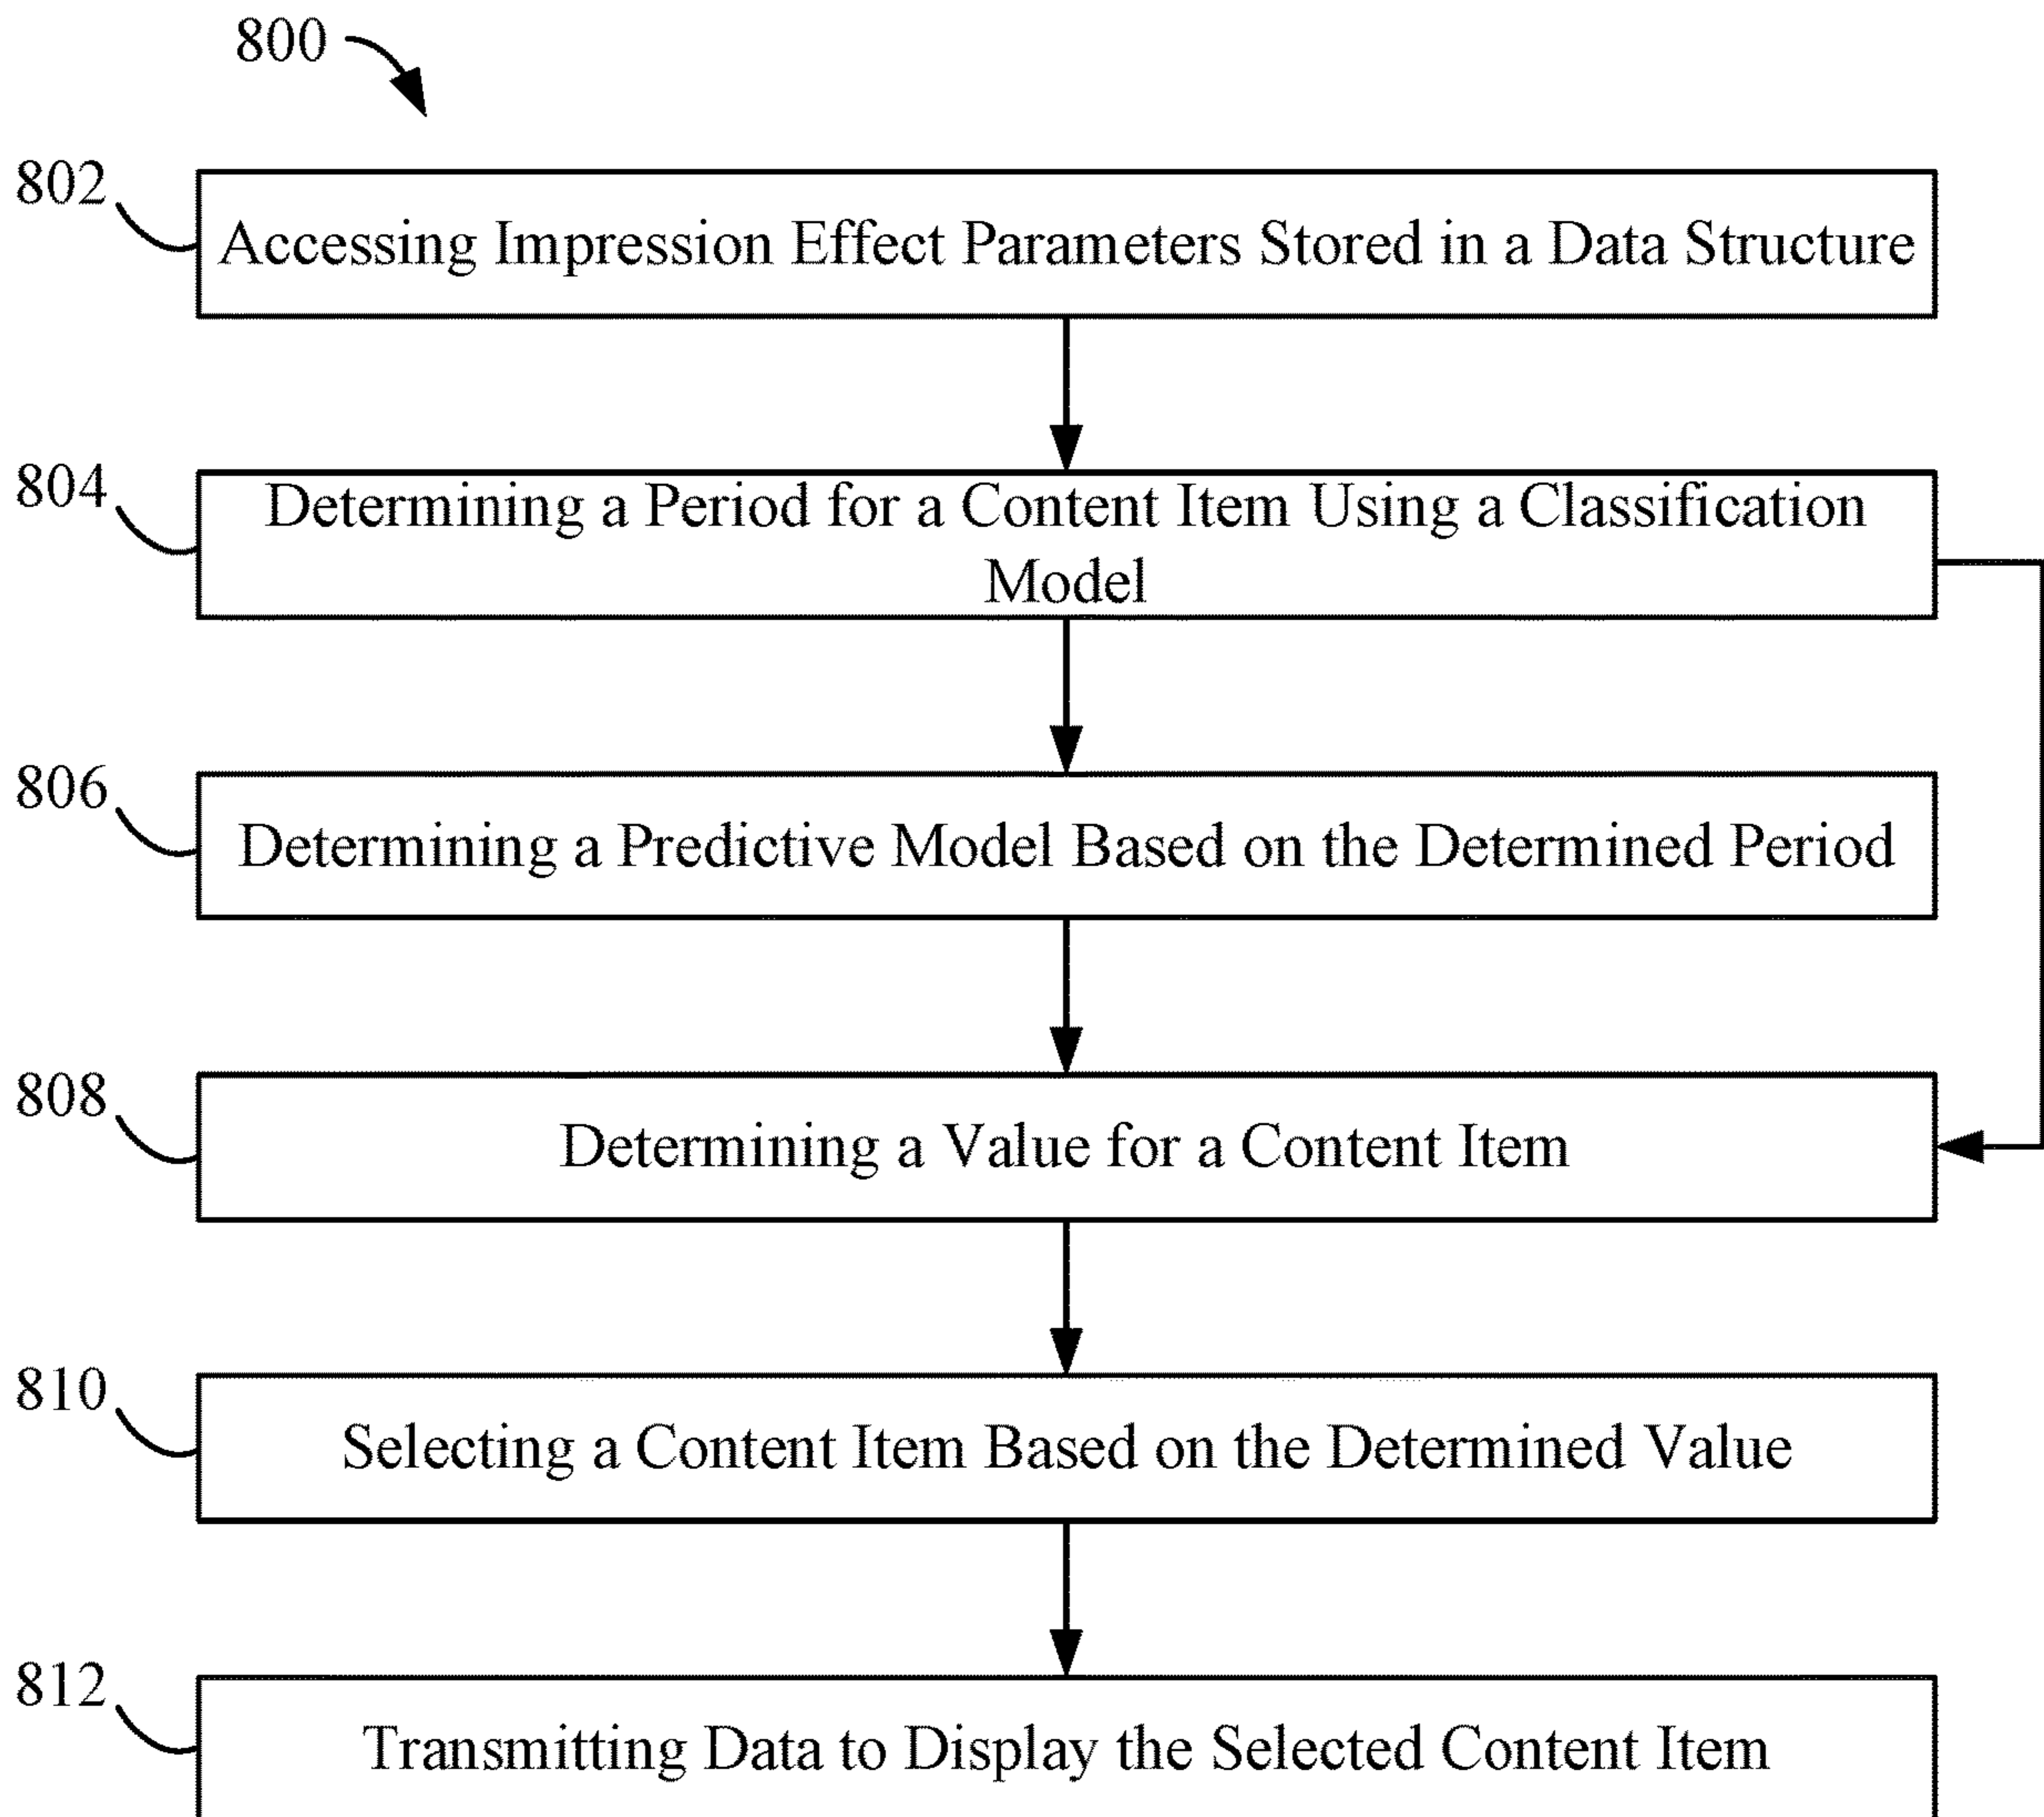 800
802
Accessing Impression Effect Parameters Stored in a Data Structure
804
Determining a Period for a Content Item Using a Classification
Model
806
Determining a Predictive Model Based on the Determined Period
808
Determining a Value for a Content Item
810
Selecting a Content Item Based on the Determined Value
812
Transmitting Data to Display the Selected Content Item